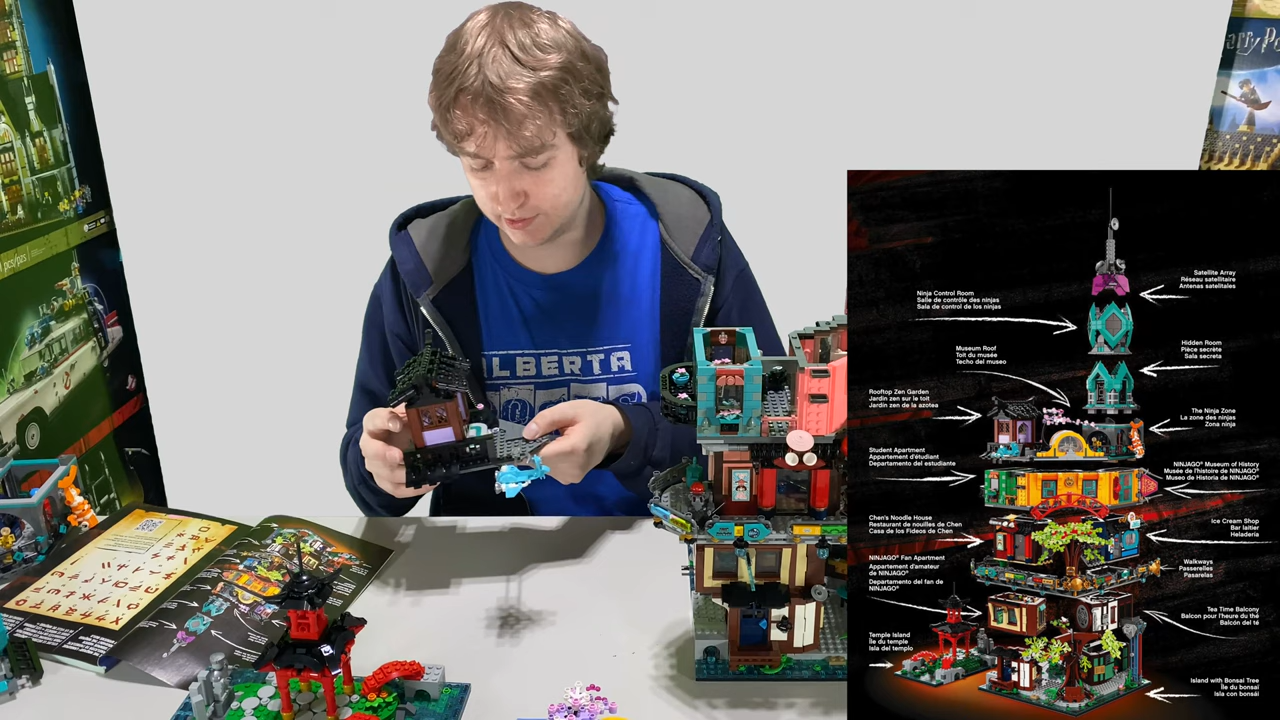 arry Po
pcs/pzs
ALBERTA
Satellite Array
Réseau satellitaire
Antenas satelitales
Ninja Control Room
Salle de contrôle des ninjas
Sala de control de los ninjas
Hidden Room
Pièce secrète
Sala secreta
Museum Roof
Toit du musée
Techo del museo
Rooftop Zen Garden
Jardin zen sur le toit
Jardín zen de la azotea
The Ninja Zone
La zone des ninjas
Zona ninja
Student Apartment
Appartement d'étudiant
Departamento del estudiante
NINJAGO® Museum of History
Musée de l'histoire de NINJAGO®
Museo de Historia de NINJAGO®
Chen's Noodle House
Restaurant de nouilles de Chen
Casa de los Fideos de Chen
Ice Cream Shop
Bar laitier
Heladería
NINJAGO® Fan Apartment
Appartement d'amateur
de NINJAGO®
Departamento del fan de
NINJAGO®
Walkways
Passerelles
Pasarelas
Tea Time Balcony
Balcon pour l'heure du thé
Balcón del té
Temple Island
Île du temple
Isla del templo
Island with Bonsai Tree
Île du bonsaï
Isla con bonsái